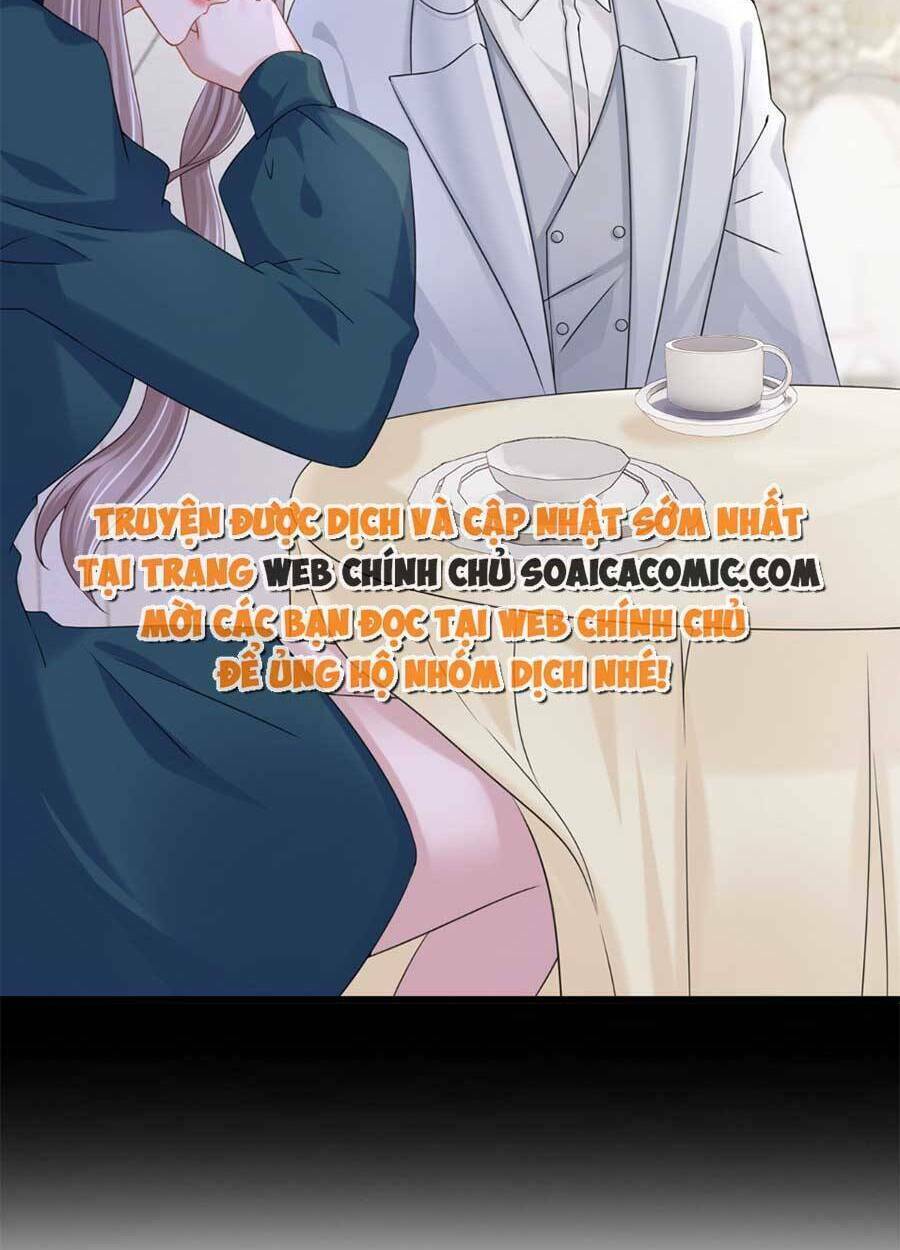 TRUYỆN ĐƯỢC DỊCH VÀ CẬP NHẬT SỚM NHẤT
TẠI TRANG WEB CHÍNH CHỦ SOAICACOMIC.COM
MỜI CÁC BẠN ĐỌC TẠI WEB CHÍNH CHỦ
ĐỂ ỦNG HỘ NHÓM DỊCH NHÉ!